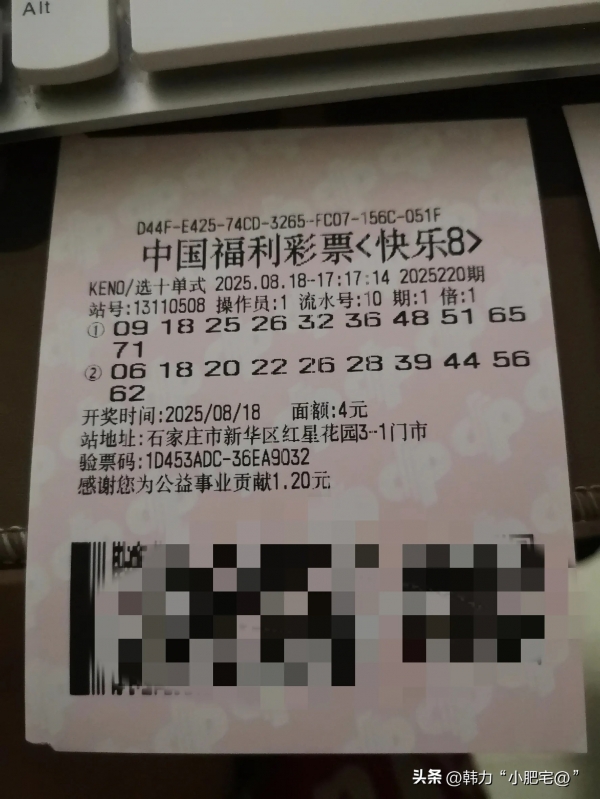 Alt
D44F-E425-74CD-3265-FC07-156C-051F
中国福利彩票<快乐8>
KENO/选十单式 2025.08.18-17:17:14 2025220期
站号:13110508 操作员:1 流水号:10 期:1 倍:1
① 09 18 25 26 32 36 48 51 65
71
② 06 18 20 22 26 28 39 44 56
62
开奖时间:2025/08/18 面额:4元
站地址:石家庄市新华区红星花园3-1门市
验票码:1D453ADC-36EA9032
感谢您为公益事业贡献1.20元
头条 @韩力“小肥宅@”